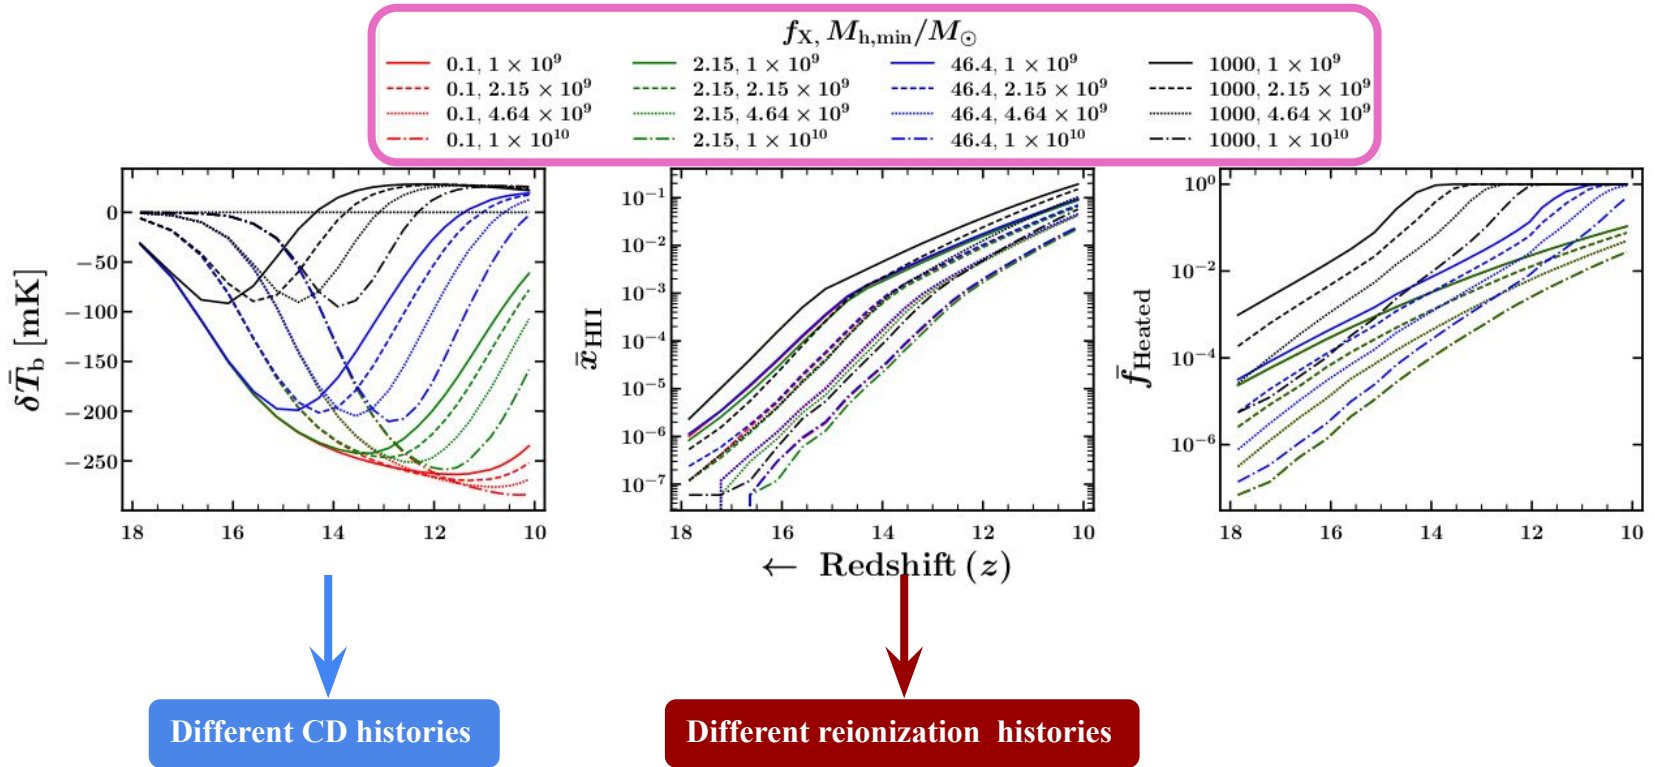 f_X, M_h,min/M_⊙
0.1, 1 × 10⁹ 2.15, 1 × 10⁹ 46.4, 1 × 10⁹ 1000, 1 × 10⁹
0.1, 2.15 × 10⁹ 2.15, 2.15 × 10⁹ 46.4, 2.15 × 10⁹ 1000, 2.15 × 10⁹
0.1, 4.64 × 10⁹ 2.15, 4.64 × 10⁹ 46.4, 4.64 × 10⁹ 1000, 4.64 × 10⁹
0.1, 1 × 10¹⁰ 2.15, 1 × 10¹⁰ 46.4, 1 × 10¹⁰ 1000, 1 × 10¹⁰
δT̄_b [mK]
0
−50
−100
−150
−200
−250
18 16 14 12 10
x̄_HII
10⁻¹
10⁻²
10⁻³
10⁻⁴
10⁻⁵
10⁻⁶
10⁻⁷
18 16 14 12 10
f̄_Heated
10⁰
10⁻²
10⁻⁴
10⁻⁶
18 16 14 12 10
← Redshift (z)
Different CD histories
Different reionization histories